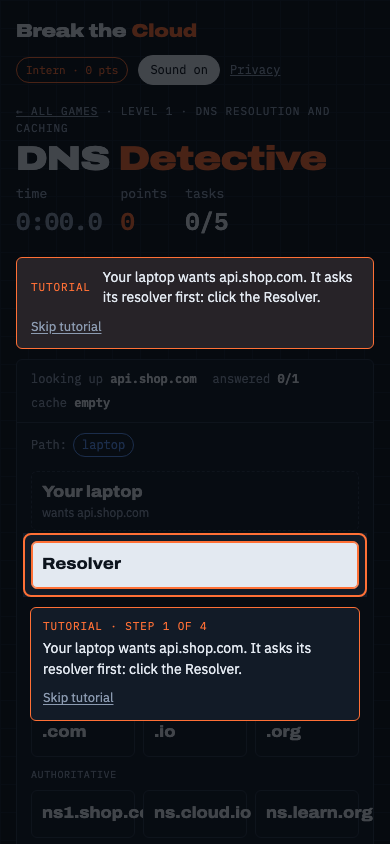 Break the Cloud
Intern · 0 pts
Sound on
Privacy
← ALL GAMES · LEVEL 1 · DNS RESOLUTION AND
CACHING
DNS Detective
time points tasks
0:00.0 0 0/5
TUTORIAL
Your laptop wants api.shop.com. It asks
its resolver first: click the Resolver.
Skip tutorial
looking up api.shop.com answered 0/1
cache empty
Path: laptop
Your laptop
wants api.shop.com
Resolver
TUTORIAL · STEP 1 OF 4
Your laptop wants api.shop.com. It asks its
resolver first: click the Resolver.
Skip tutorial
.com .io .org
AUTHORITATIVE
ns1.shop.c ns.cloud.io ns.learn.org